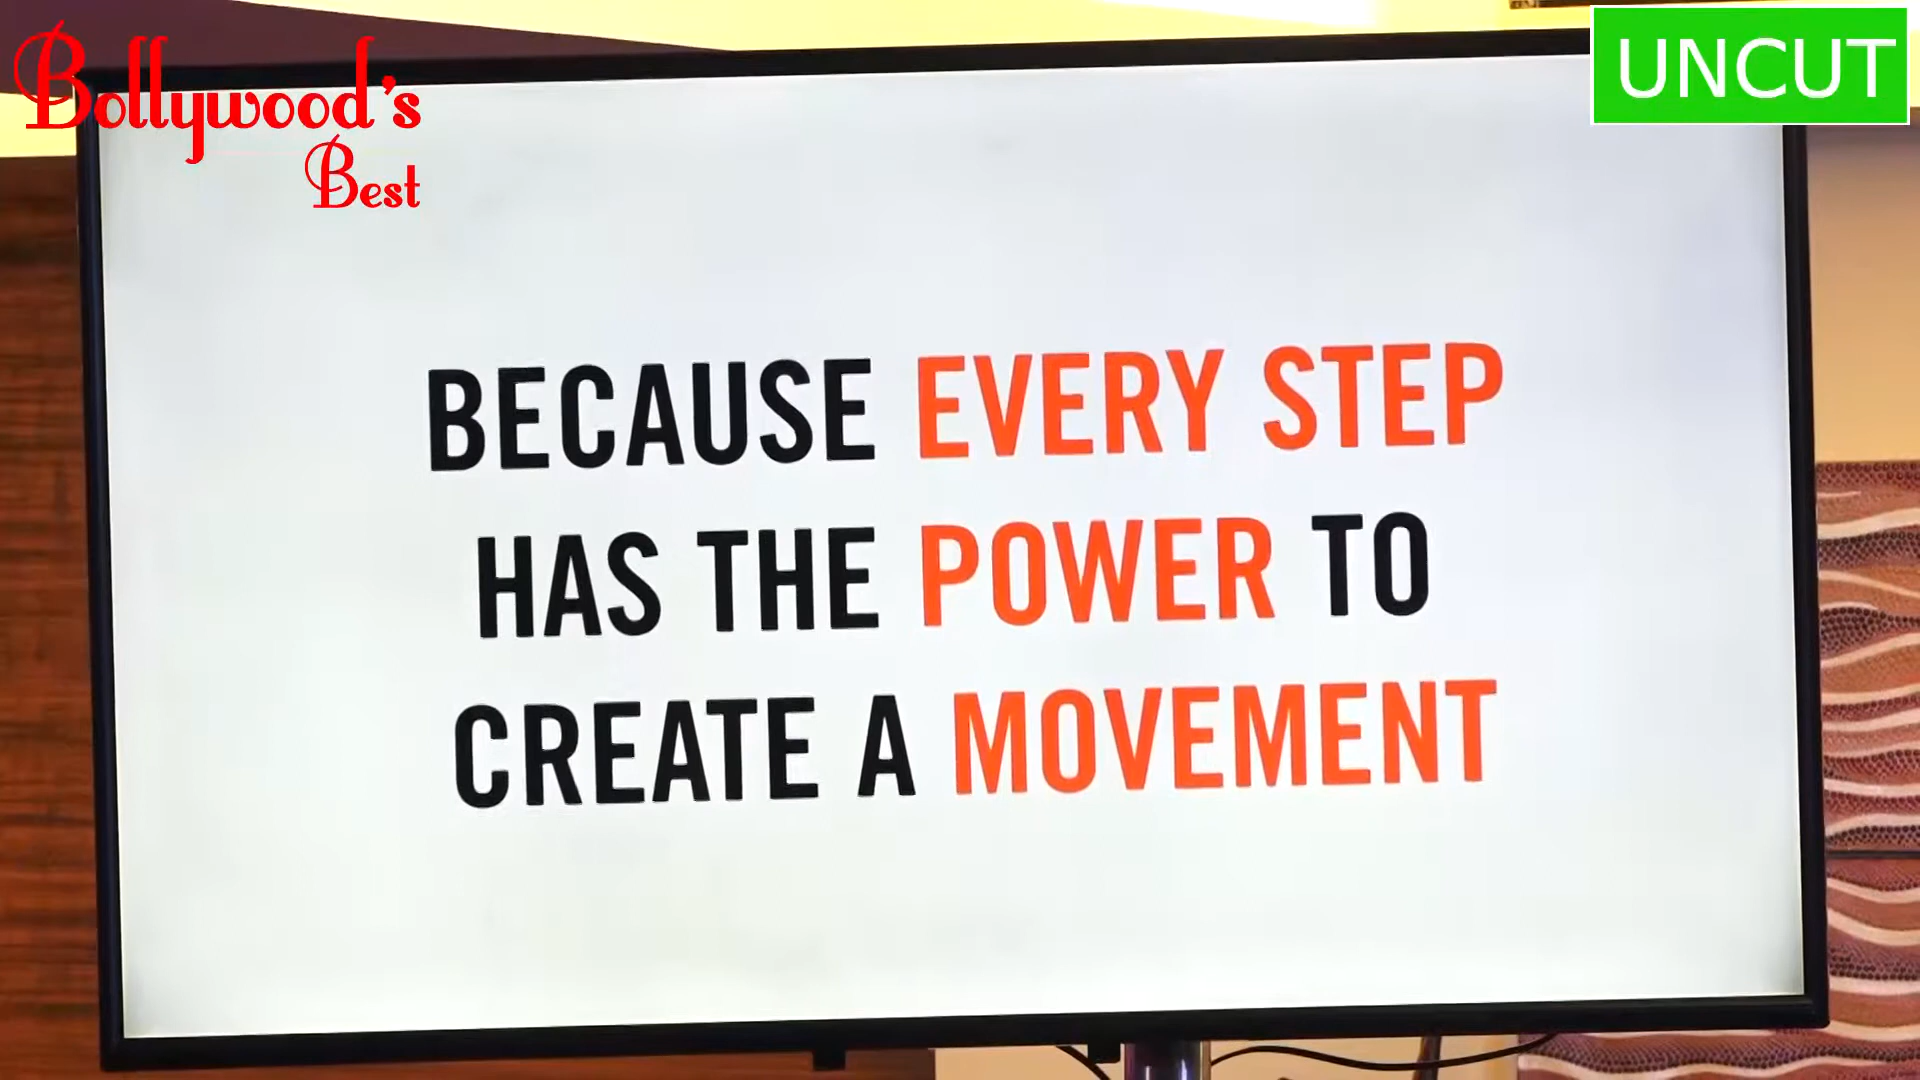 Bollywood's
Best
UNCUT
BECAUSE EVERY STEP
HAS THE POWER TO
CREATE A MOVEMENT